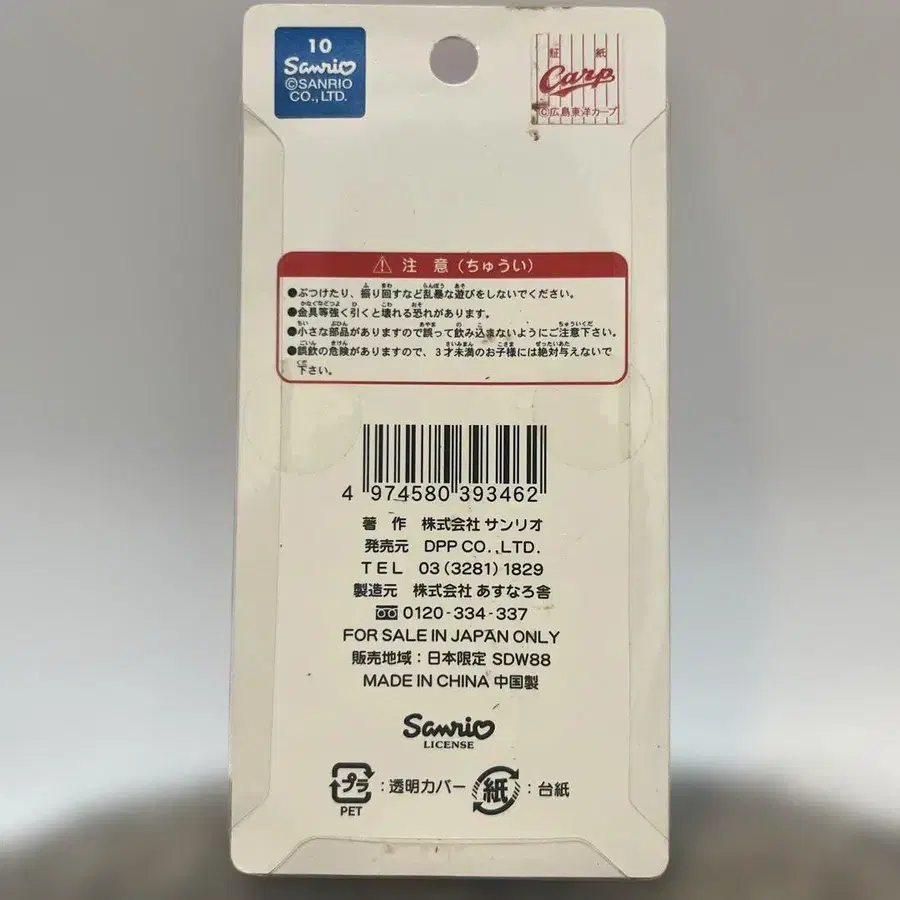 10
Sanrio
©SANRIO
CO., LTD.
証 紙
Carp
©広島東洋カープ
⚠ 注 意 (ちゅうい)
●ぶつけたり、振り回すなど乱暴な遊びをしないでください。
●金具等強く引くと壊れる恐れがあります。
●小さな部品がありますので誤って飲み込まないようにご注意下さい。
●誤飲の危険がありますので、3才未満のお子様には絶対与えないで
下さい。
4 974580 393462
著 作 株式会社 サンリオ
発売元 DPP CO., LTD.
TEL 03 (3281) 1829
製造元 株式会社 あすなろ舎
0120-334-337
FOR SALE IN JAPAN ONLY
販売地域：日本限定 SDW88
MADE IN CHINA 中国製
Sanrio
LICENSE
プラ ：透明カバー 紙 ：台紙
PET